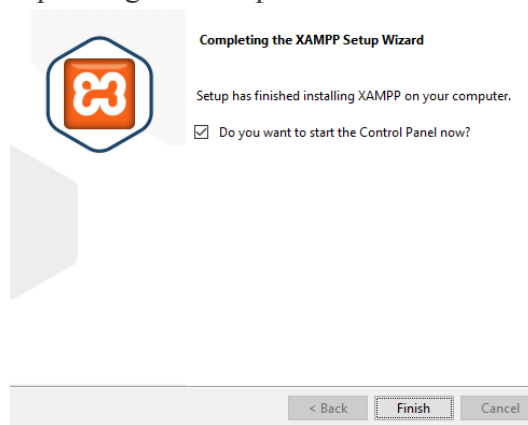 Completing the XAMPP Setup Wizard
Setup has finished installing XAMPP on your computer.
Do you want to start the Control Panel now?
< Back Finish Cancel